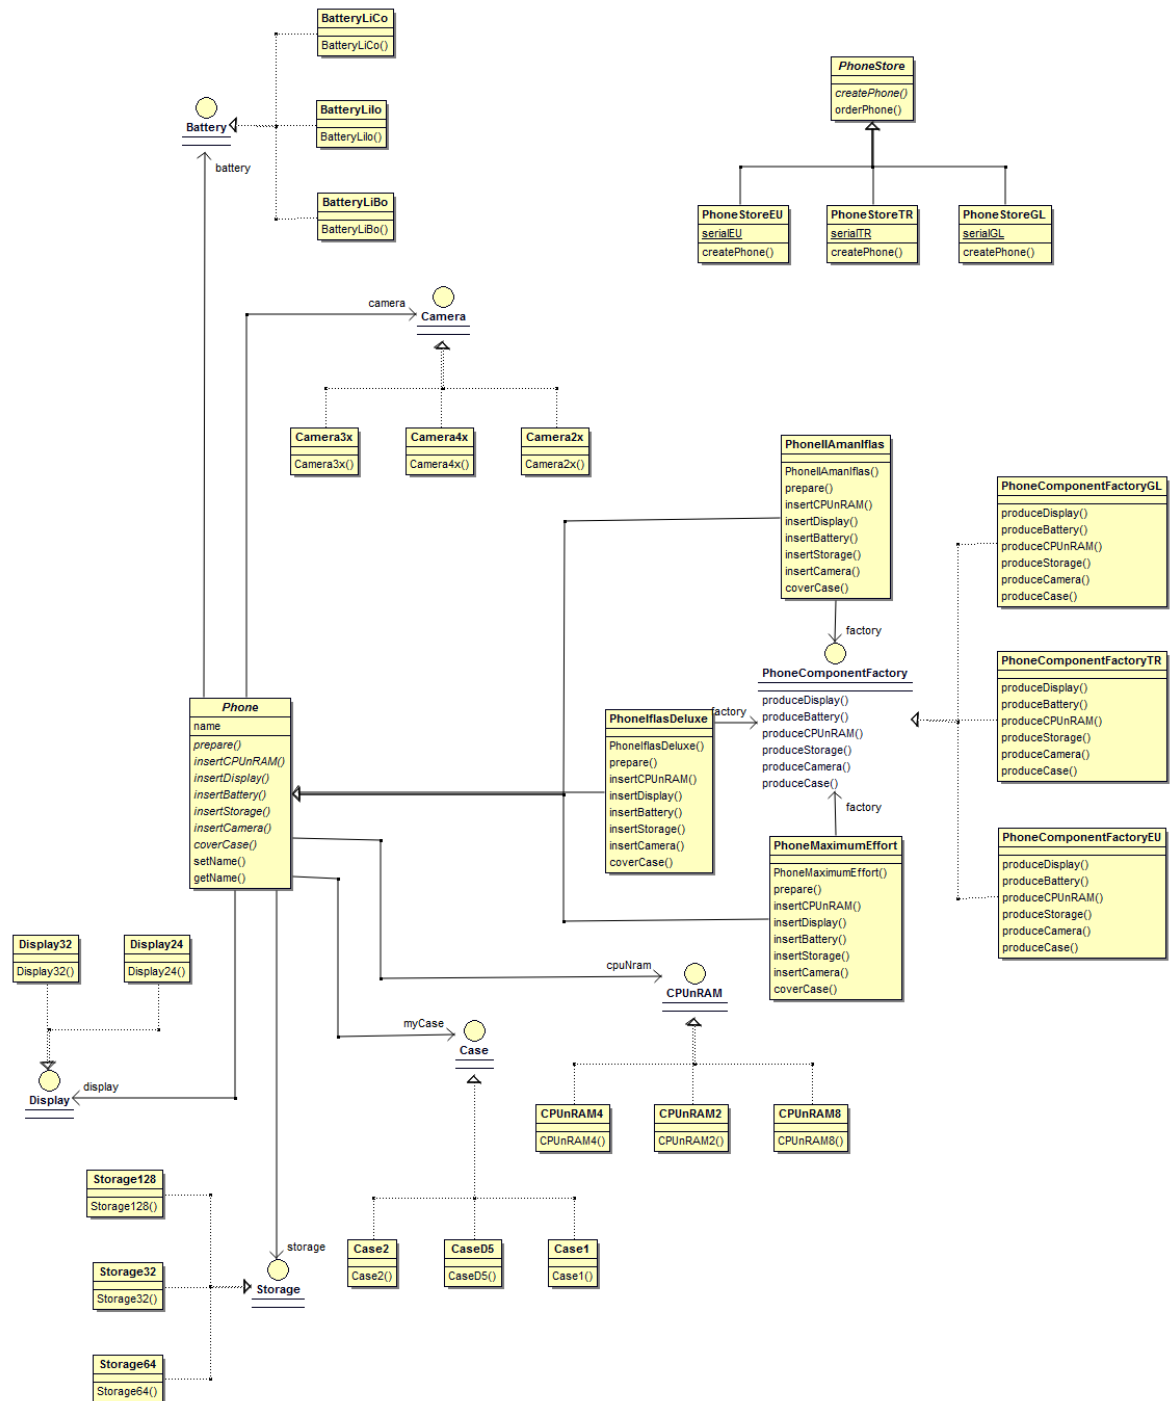 BatteryLiCo
BatteryLiCo()
BatteryLiIo
BatteryLiIo()
Battery
battery
BatteryLiBo
BatteryLiBo()
PhoneStore
createPhone()
orderPhone()
PhoneStoreEU
serialEU
createPhone()
PhoneStoreTR
serialTR
createPhone()
PhoneStoreGL
serialGL
createPhone()
camera
Camera
Camera3x
Camera3x()
Camera4x
Camera4x()
Camera2x
Camera2x()
PhoneIIAmanIflas
PhoneIIAmanIflas()
prepare()
insertCPUnRAM()
insertDisplay()
insertBattery()
insertStorage()
insertCamera()
coverCase()
factory
PhoneComponentFactory
produceDisplay()
produceBattery()
produceCPUnRAM()
produceStorage()
produceCamera()
produceCase()
PhoneComponentFactoryGL
produceDisplay()
produceBattery()
produceCPUnRAM()
produceStorage()
produceCamera()
produceCase()
PhoneComponentFactoryTR
produceDisplay()
produceBattery()
produceCPUnRAM()
produceStorage()
produceCamera()
produceCase()
PhoneComponentFactoryEU
produceDisplay()
produceBattery()
produceCPUnRAM()
produceStorage()
produceCamera()
produceCase()
Phone
name
prepare()
insertCPUnRAM()
insertDisplay()
insertBattery()
insertStorage()
insertCamera()
coverCase()
setName()
getName()
PhoneIflasDeluxe
PhoneIflasDeluxe()
prepare()
insertCPUnRAM()
insertDisplay()
insertBattery()
insertStorage()
insertCamera()
coverCase()
factory
factory
PhoneMaximumEffort
PhoneMaximumEffort()
prepare()
insertCPUnRAM()
insertDisplay()
insertBattery()
insertStorage()
insertCamera()
coverCase()
Display32
Display32()
Display24
Display24()
display
Display
cpuNram
CPUnRAM
myCase
Case
CPUnRAM4
CPUnRAM4()
CPUnRAM2
CPUnRAM2()
CPUnRAM8
CPUnRAM8()
Storage128
Storage128()
Storage32
Storage32()
storage
Storage
Storage64
Storage64()
Case2
Case2()
CaseD5
CaseD5()
Case1
Case1()